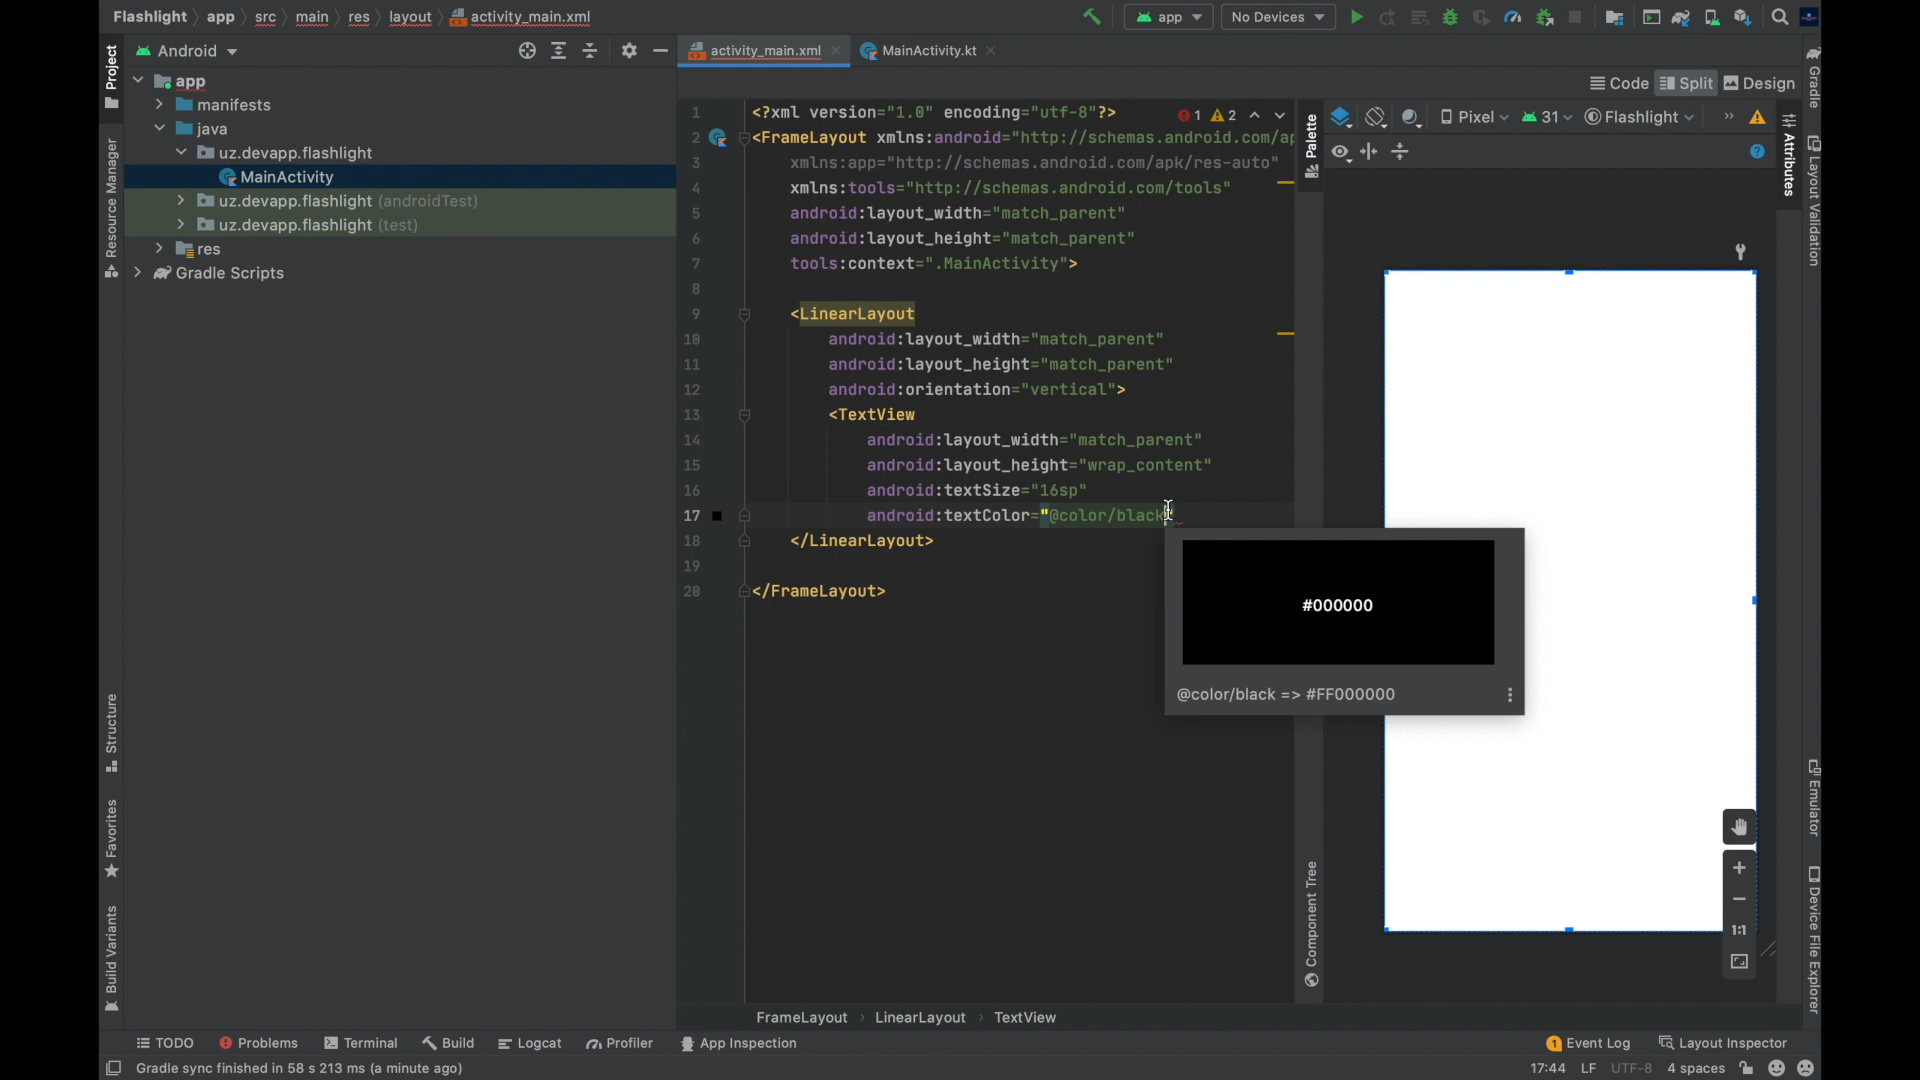 Flashlight
app
src
main
res
layout
activity_main.xml
app
No Devices
Project
Android
activity_main.xml
MainActivity.kt
Gradle
Code
Split
Design
app
manifests
java
uz.devapp.flashlight
MainActivity
uz.devapp.flashlight (androidTest)
uz.devapp.flashlight (test)
res
Gradle Scripts
Resource Manager
1 <?xml version="1.0" encoding="utf-8"?>
1 2
2 <FrameLayout xmlns:android="http://schemas.android.com/ap
3 xmlns:app="http://schemas.android.com/apk/res-auto"
4 xmlns:tools="http://schemas.android.com/tools"
5 android:layout_width="match_parent"
6 android:layout_height="match_parent"
7 tools:context=".MainActivity">
8
9 <LinearLayout
10 android:layout_width="match_parent"
11 android:layout_height="match_parent"
12 android:orientation="vertical">
13 <TextView
14 android:layout_width="match_parent"
15 android:layout_height="wrap_content"
16 android:textSize="16sp"
17 android:textColor="@color/black"
18 </LinearLayout>
19
20 </FrameLayout>
#000000
@color/black => #FF000000
Palette
Pixel
31
Flashlight
Attributes
Layout Validation
1:1
Component Tree
Emulator
Device File Explorer
Structure
Favorites
Build Variants
FrameLayout
LinearLayout
TextView
TODO
Problems
Terminal
Build
Logcat
Profiler
App Inspection
1 Event Log
Layout Inspector
Gradle sync finished in 58 s 213 ms (a minute ago)
17:44
LF
UTF-8
4 spaces